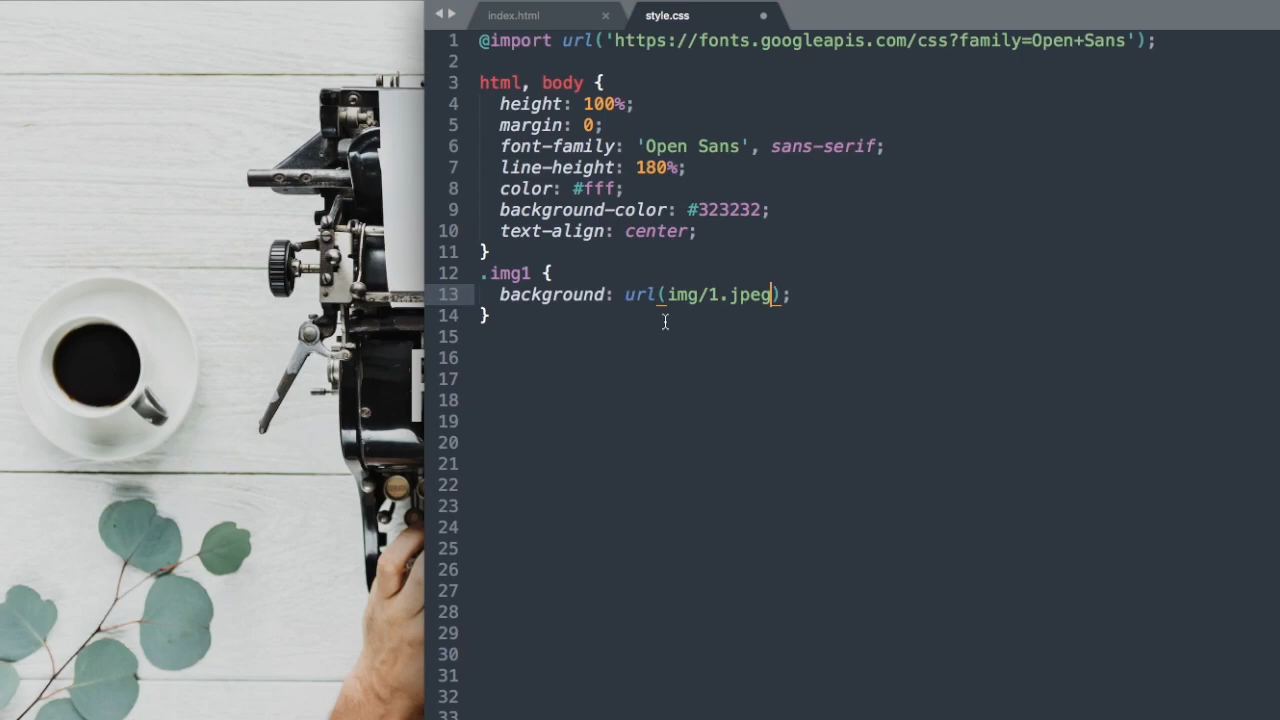 index.html
style.css
1 @import url('https://fonts.googleapis.com/css?family=Open+Sans');
2
3 html, body {
4 height: 100%;
5 margin: 0;
6 font-family: 'Open Sans', sans-serif;
7 line-height: 180%;
8 color: #fff;
9 background-color: #323232;
10 text-align: center;
11 }
12 .img1 {
13 background: url(img/1.jpeg);
14 }
15
16
17
18
19
20
21
22
23
24
25
26
27
28
29
30
31
32
33